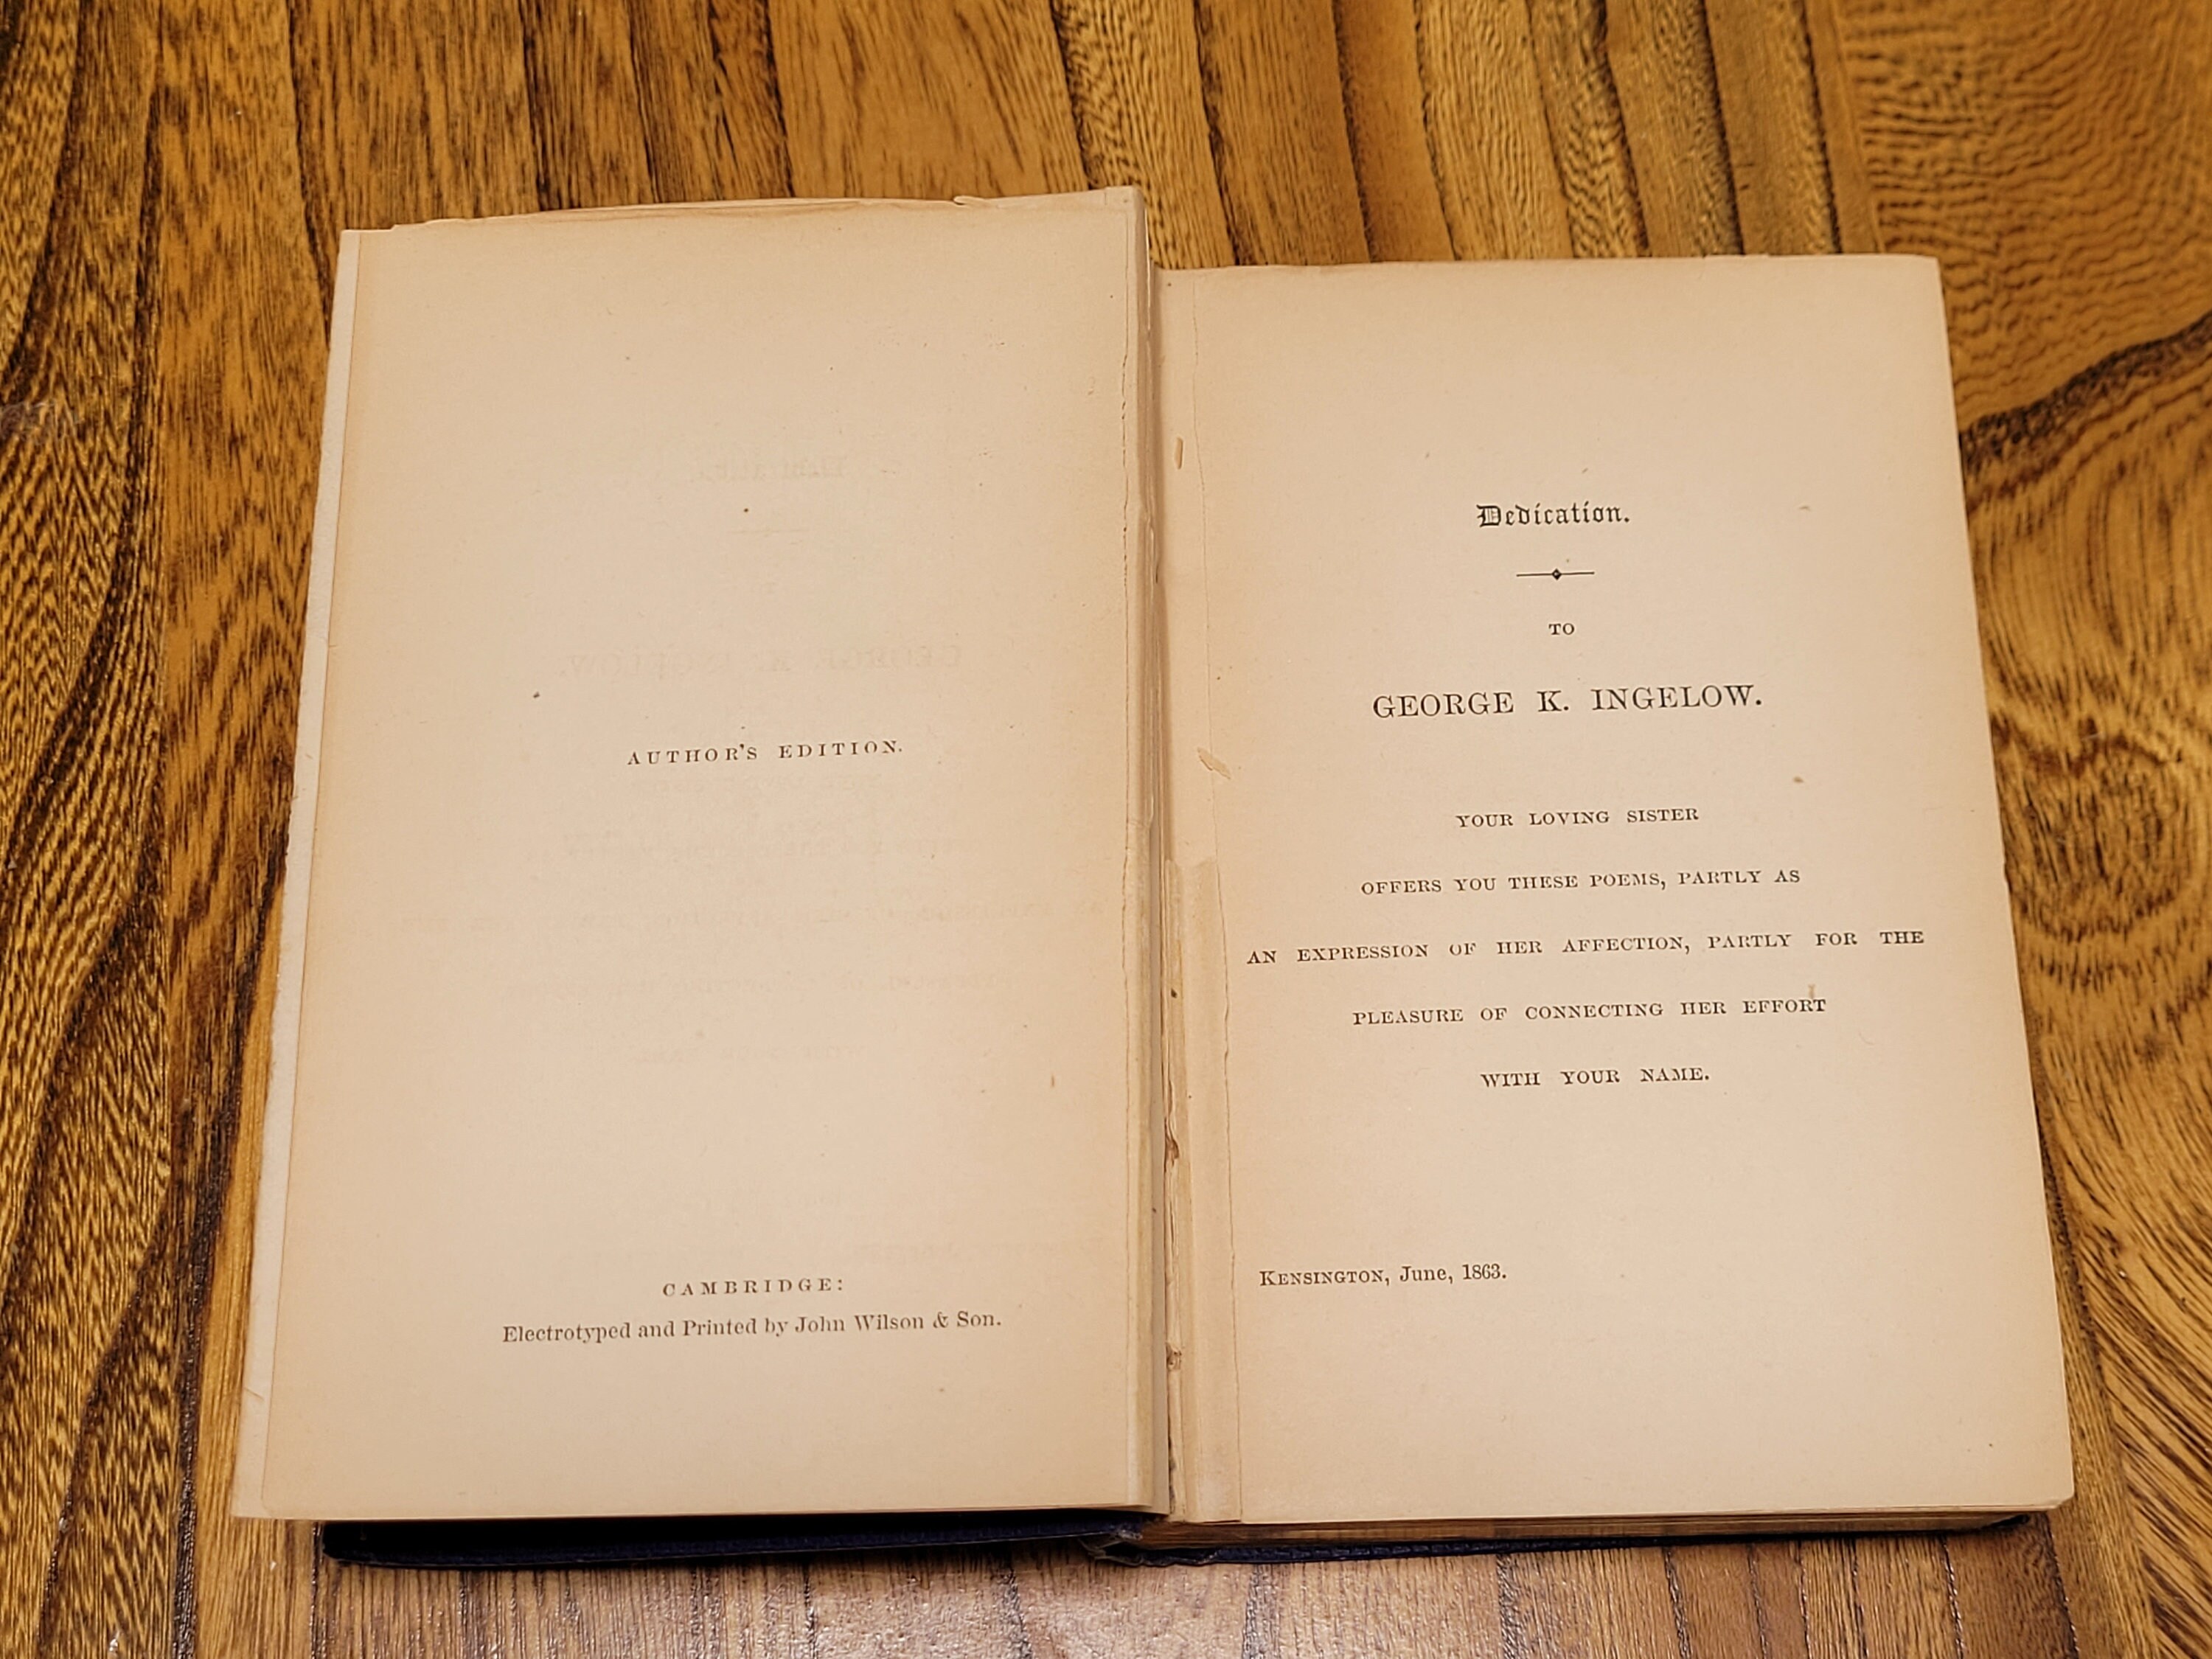 AUTHOR'S EDITION.
CAMBRIDGE:
Electrotyped and Printed by John Wilson & Son.
Dedication.
TO
GEORGE K. INGELOW.
YOUR LOVING SISTER
OFFERS YOU THESE POEMS, PARTLY AS
AN EXPRESSION OF HER AFFECTION, PARTLY FOR THE
PLEASURE OF CONNECTING HER EFFORT
WITH YOUR NAME.
KENSINGTON, June, 1863.